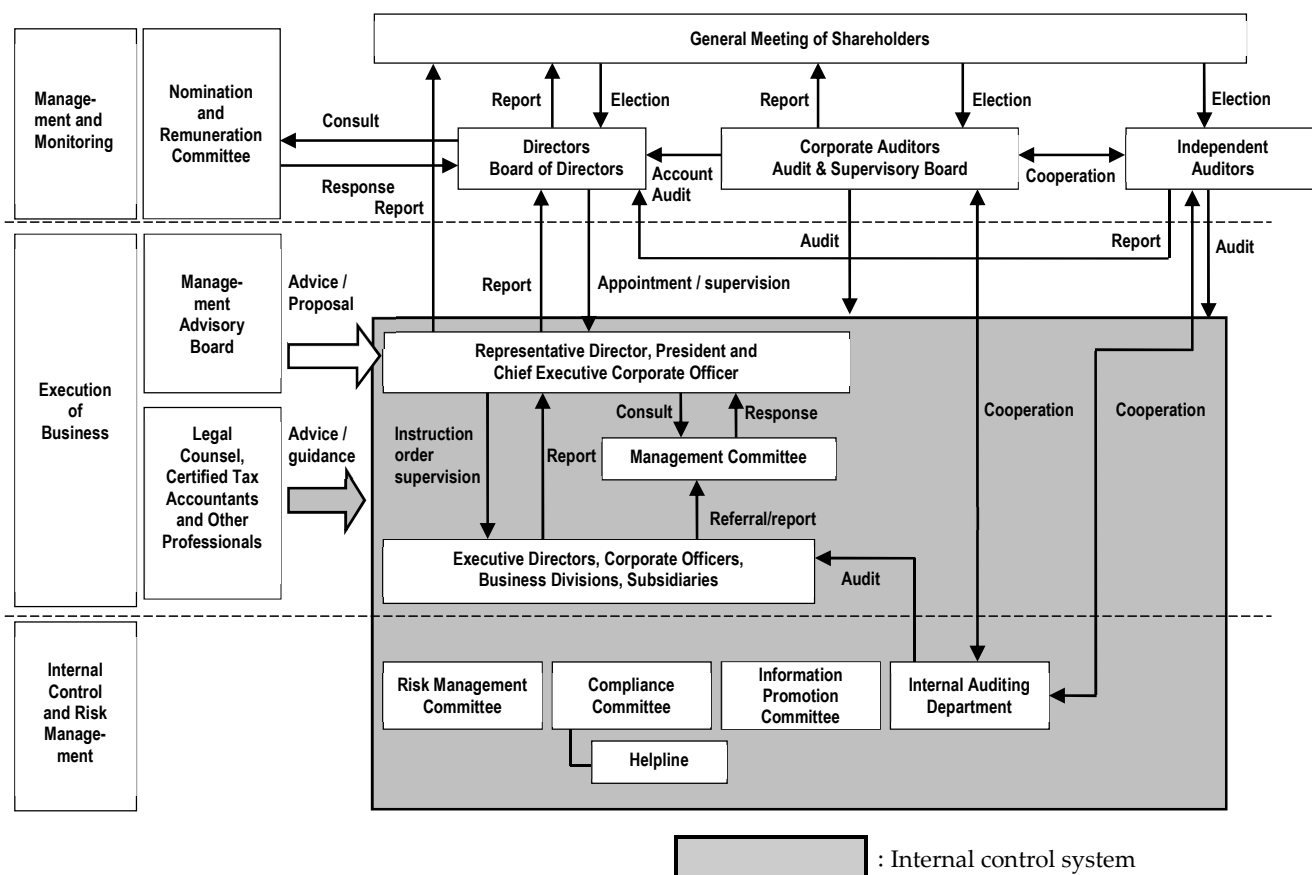 General Meeting of Shareholders
Manage-
ment and
Monitoring
Nomination
and
Remuneration
Committee
Consult
Response
Report
Report
Election
Report
Election
Election
Directors
Board of Directors
Account
Audit
Corporate Auditors
Audit & Supervisory Board
Cooperation
Independent
Auditors
Execution
of
Business
Manage-
ment
Advisory
Board
Advice /
Proposal
Report
Appointment / supervision
Audit
Report
Audit
Representative Director, President and
Chief Executive Corporate Officer
Legal
Counsel,
Certified Tax
Accountants
and Other
Professionals
Advice /
guidance
Instruction
order
supervision
Report
Consult
Response
Management Committee
Referral/report
Cooperation
Cooperation
Executive Directors, Corporate Officers,
Business Divisions, Subsidiaries
Audit
Internal
Control
and Risk
Manage-
ment
Risk Management
Committee
Compliance
Committee
Information
Promotion
Committee
Internal Auditing
Department
Helpline
: Internal control system